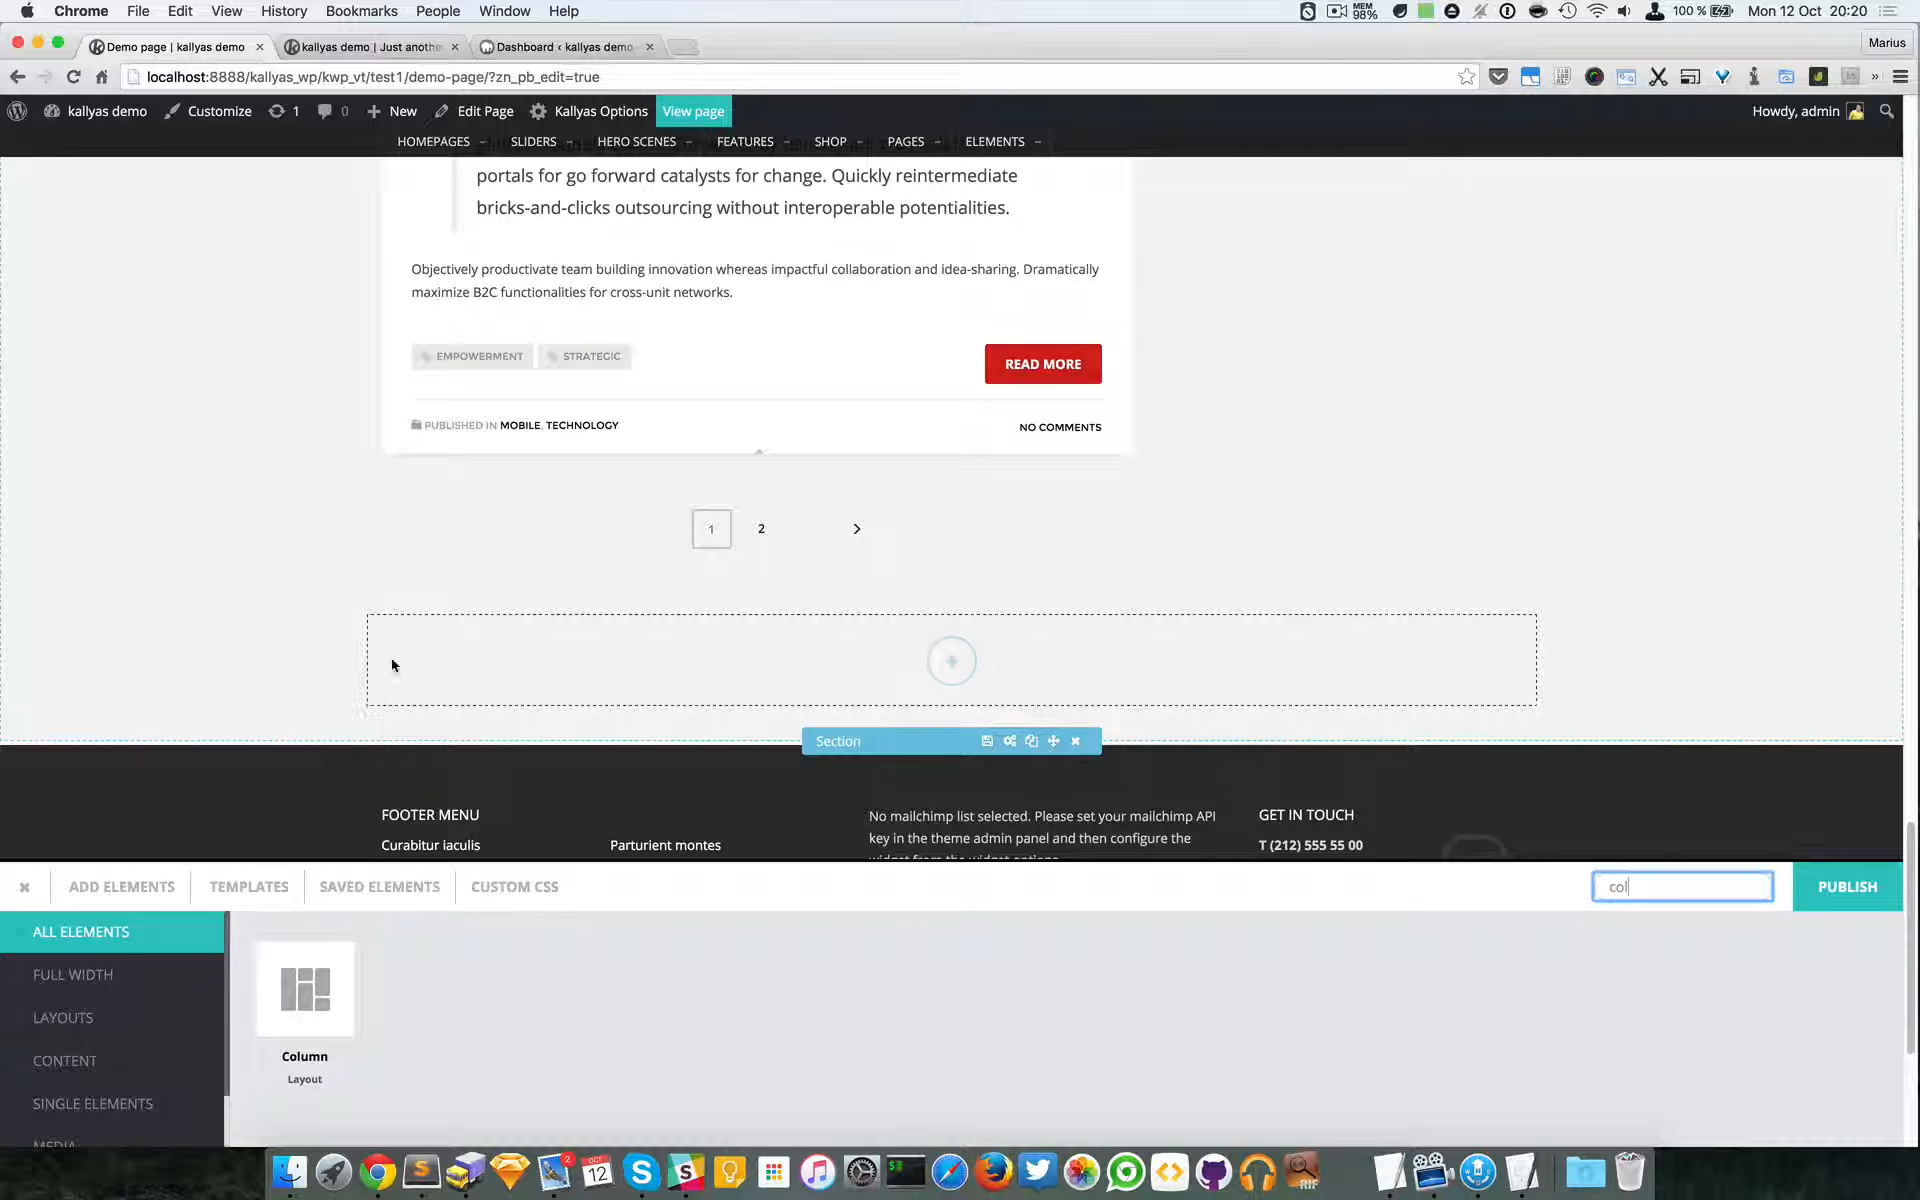 Chrome File Edit View History Bookmarks People Window Help
MEM 98% 100% Mon 12 Oct 20:20
Demo page | kallyas demo
kallyas demo | Just anothe
Dashboard ‹ kallyas demo
Marius
localhost:8888/kallyas_wp/kwp_vt/test1/demo-page/?zn_pb_edit=true
kallyas demo Customize 1 0 New Edit Page Kallyas Options View page Howdy, admin
HOMEPAGES SLIDERS HERO SCENES FEATURES SHOP PAGES ELEMENTS
portals for go forward catalysts for change. Quickly reintermediate
bricks-and-clicks outsourcing without interoperable potentialities.
Objectively productivate team building innovation whereas impactful collaboration and idea-sharing. Dramatically
maximize B2C functionalities for cross-unit networks.
EMPOWERMENT STRATEGIC
READ MORE
PUBLISHED IN MOBILE, TECHNOLOGY
NO COMMENTS
1 2
Section
FOOTER MENU
Curabitur iaculis
Parturient montes
No mailchimp list selected. Please set your mailchimp API
key in the theme admin panel and then configure the
GET IN TOUCH
T (212) 555 55 00
ADD ELEMENTS TEMPLATES SAVED ELEMENTS CUSTOM CSS
col
PUBLISH
ALL ELEMENTS
FULL WIDTH
LAYOUTS
CONTENT
SINGLE ELEMENTS
MEDIA
Column
Layout
2
OCT
12